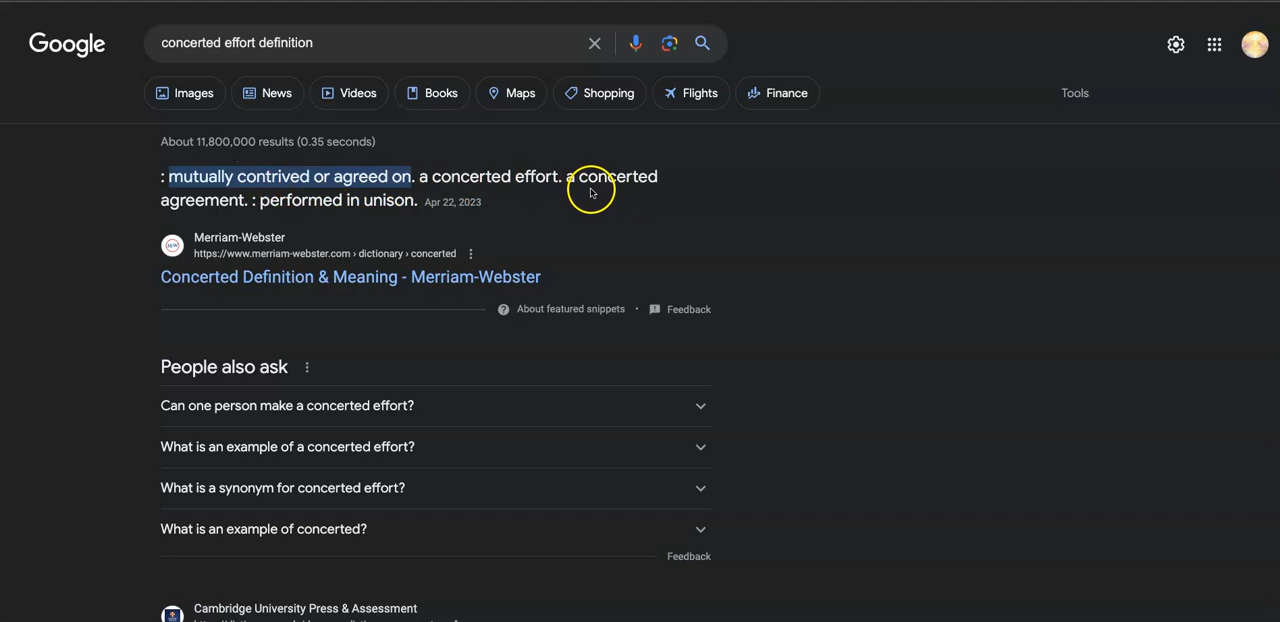 Google
concerted effort definition
Images
News
Videos
Books
Maps
Shopping
Flights
Finance
Tools
About 11,800,000 results (0.35 seconds)
: mutually contrived or agreed on. a concerted effort. a concerted
agreement. : performed in unison. Apr 22, 2023
Merriam-Webster
https://www.merriam-webster.com › dictionary › concerted
Concerted Definition & Meaning - Merriam-Webster
About featured snippets • Feedback
People also ask
Can one person make a concerted effort?
What is an example of a concerted effort?
What is a synonym for concerted effort?
What is an example of concerted?
Feedback
Cambridge University Press & Assessment